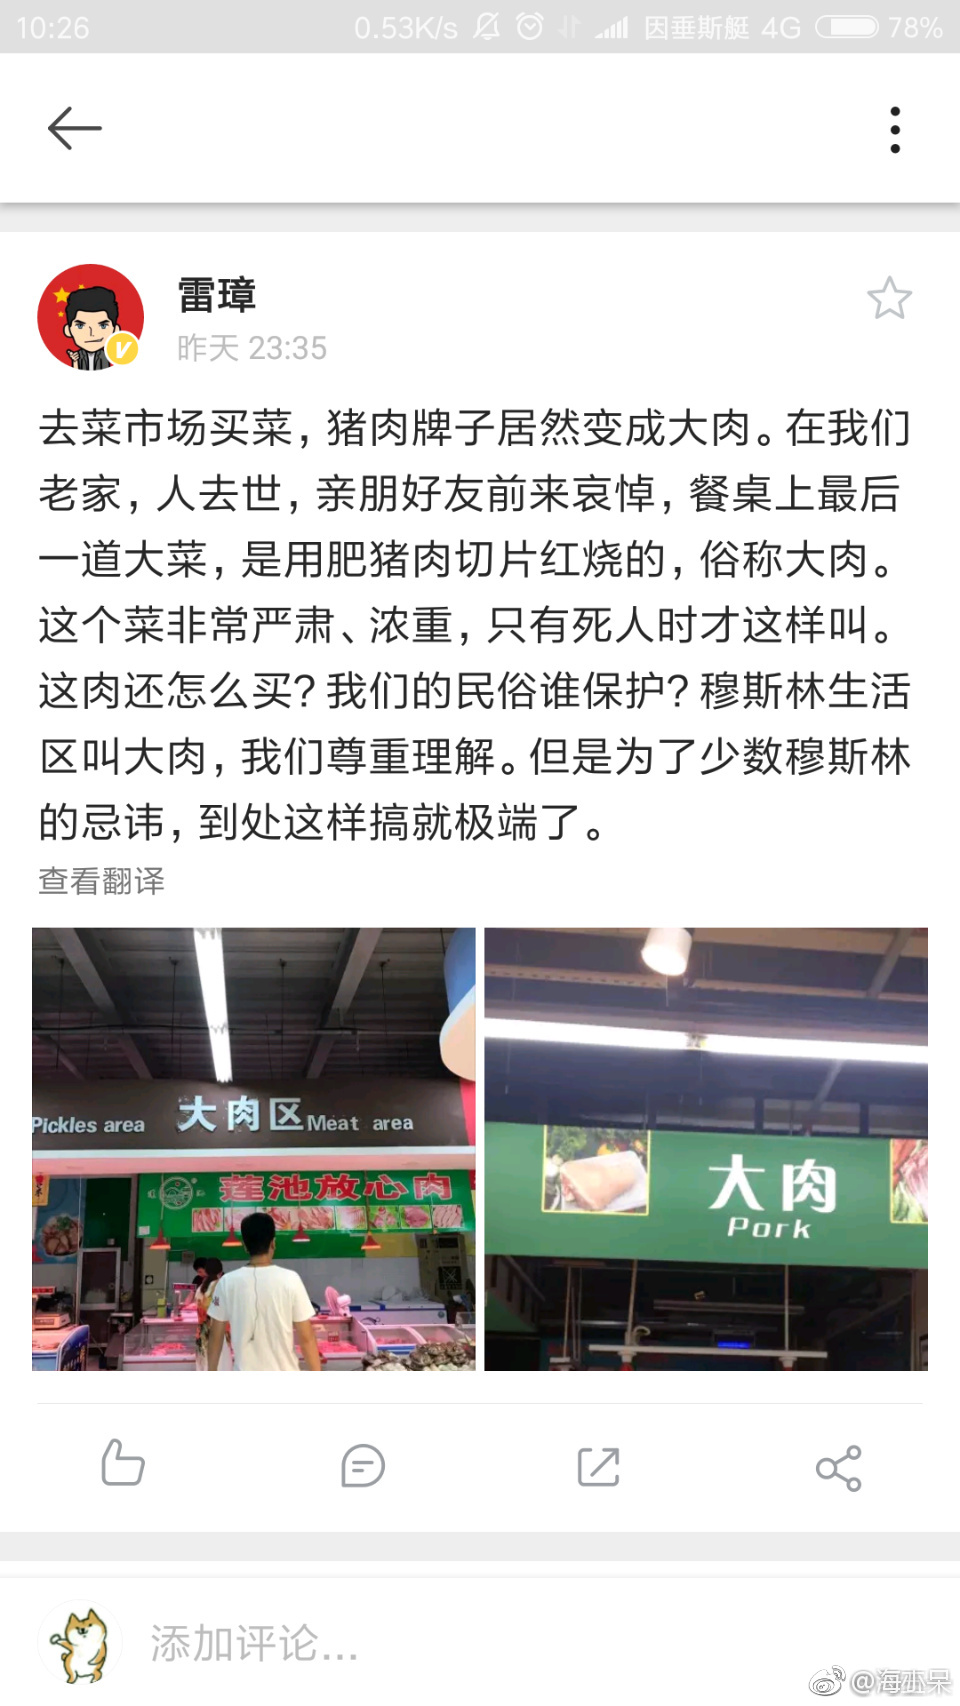 10:26 0.53K/s 因垂斯艇 4G 78%
雷璋
昨天 23:35
去菜市场买菜，猪肉牌子居然变成大肉。在我们
老家，人去世，亲朋好友前来哀悼，餐桌上最后
一道大菜，是用肥猪肉切片红烧的，俗称大肉。
这个菜非常严肃、浓重，只有死人时才这样叫。
这肉还怎么买？我们的民俗谁保护？穆斯林生活
区叫大肉，我们尊重理解。但是为了少数穆斯林
的忌讳，到处这样搞就极端了。
查看翻译
Pickles area 大肉区 Meat area
莲池放心肉
大肉
Pork
添加评论...